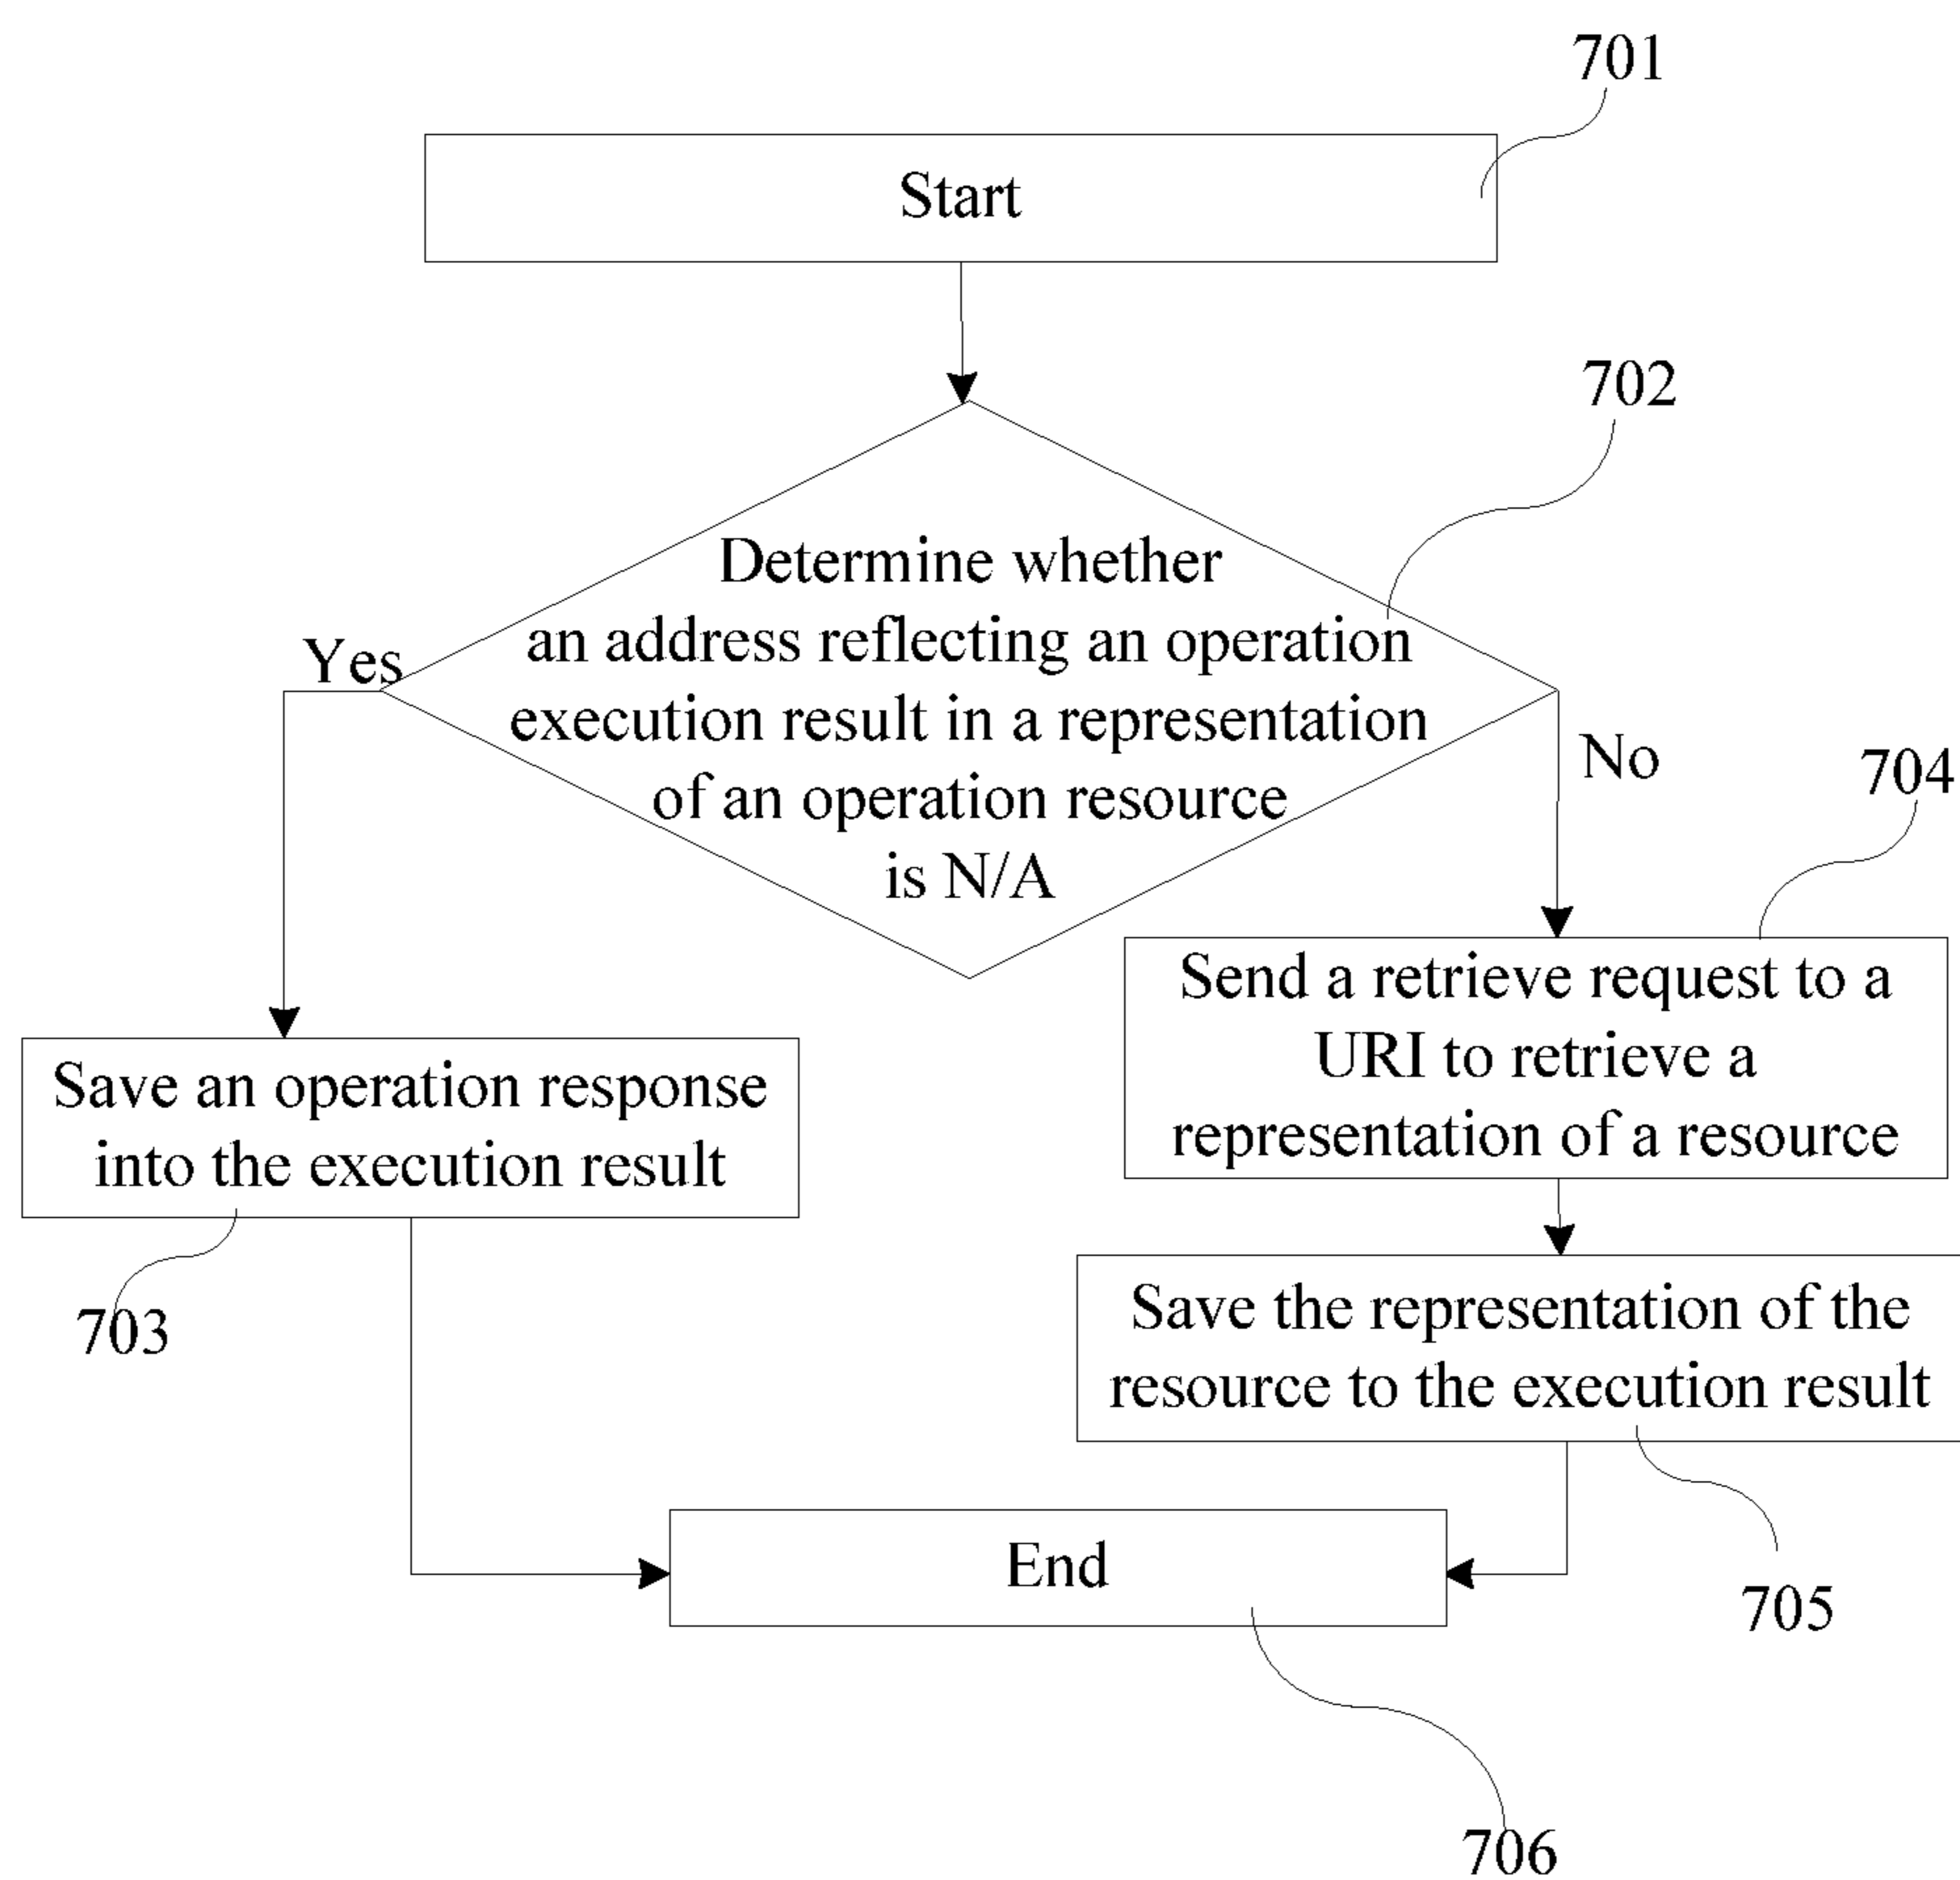 701
Start
702
Determine whether
an address reflecting an operation
execution result in a representation
of an operation resource
is N/A
Yes
No
704
Send a retrieve request to a
URI to retrieve a
representation of a resource
Save an operation response
into the execution result
703
Save the representation of the
resource to the execution result
705
End
706